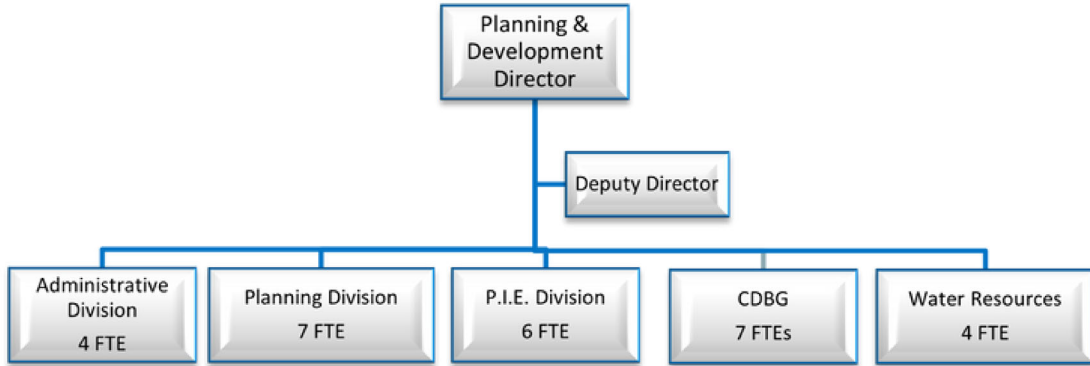 Planning &
Development
Director
Deputy Director
Administrative
Division
4 FTE
Planning Division
7 FTE
P.I.E. Division
6 FTE
CDBG
7 FTEs
Water Resources
4 FTE